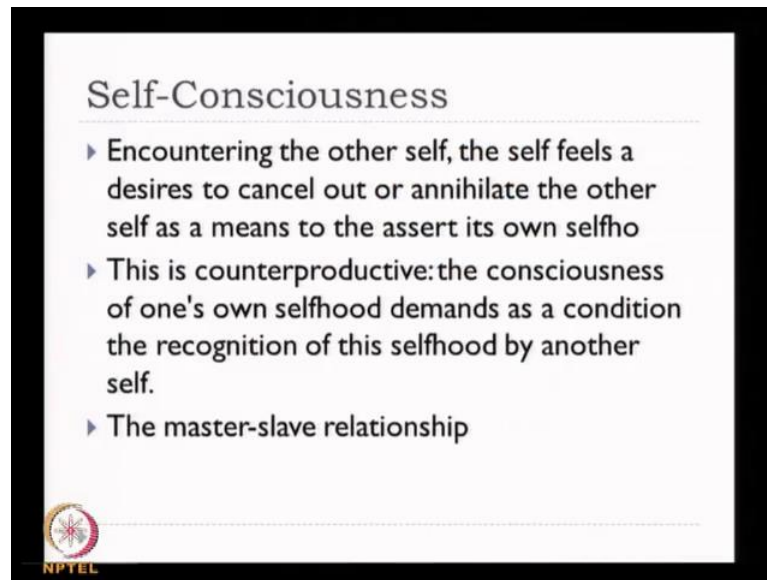 Self-Consciousness
Encountering the other self, the self feels a
desires to cancel out or annihilate the other
self as a means to the assert its own selfho
This is counterproductive: the consciousness
of one's own selfhood demands as a condition
the recognition of this selfhood by another
self.
The master-slave relationship
NPTEL